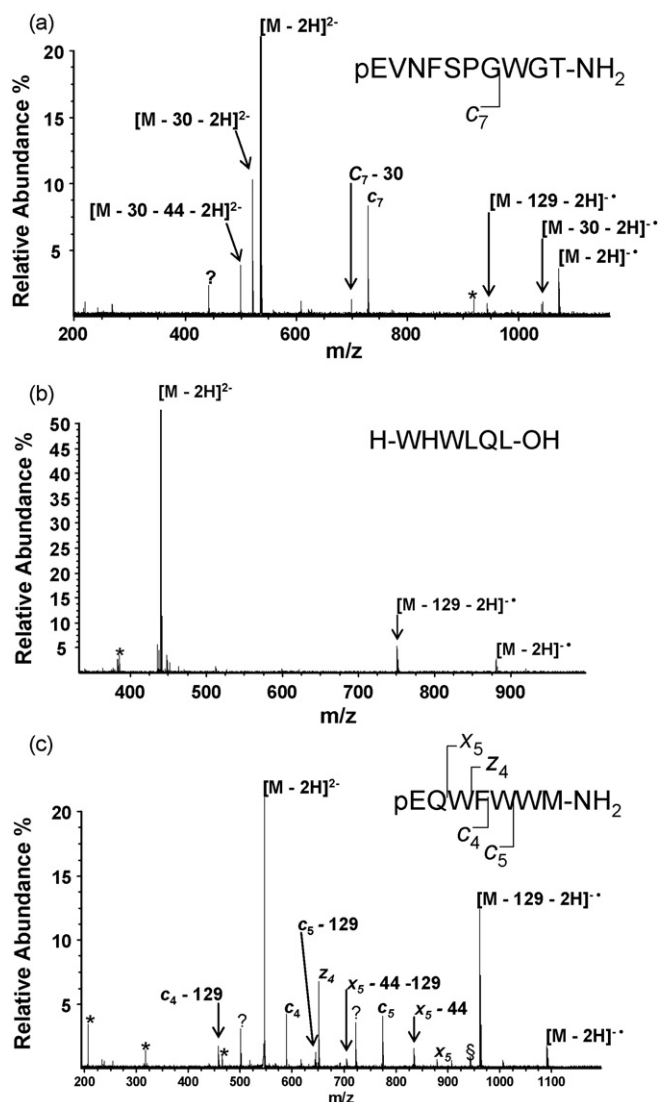 (a)
Relative Abundance %
20
15
10
5
[M - 2H]²⁻
[M - 30 - 2H]²⁻
[M - 30 - 44 - 2H]²⁻
?
C₇ - 30
c₇
*
[M - 129 - 2H]⁻•
[M - 30 - 2H]⁻•
[M - 2H]⁻•
pEVNFSPGWGT-NH₂
C₇
200 400 600 800 1000
m/z
(b)
Relative Abundance %
50
45
40
35
30
25
20
15
10
5
[M - 2H]²⁻
H-WHWLQL-OH
*
[M - 129 - 2H]⁻•
[M - 2H]⁻•
400 500 600 700 800 900
m/z
(c)
Relative Abundance %
20
15
10
5
[M - 2H]²⁻
X₅
Z₄
pEQWFWWM-NH₂
C₄
C₅
*
*
c₄ - 129
*
?
c₄
c₅ - 129
z₄
x₅ - 44 -129
?
c₅
x₅ - 44
x₅
§
[M - 129 - 2H]⁻•
[M - 2H]⁻•
200 300 400 500 600 700 800 900 1000 1100
m/z